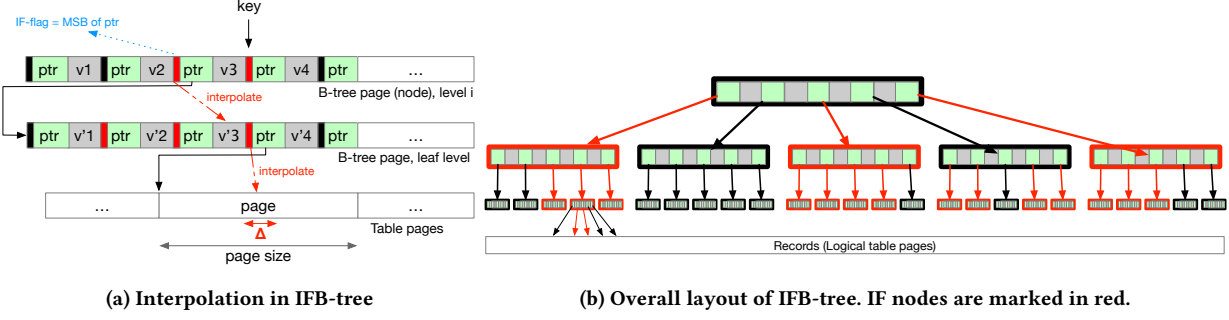 IF-flag = MSB of ptr
key
ptr v1 ptr v2 ptr v3 ptr v4 ptr ...
B-tree page (node), level i
interpolate
ptr v'1 ptr v'2 ptr v'3 ptr v'4 ptr ...
B-tree page, leaf level
interpolate
... page ...
Δ
Table pages
page size
(a) Interpolation in IFB-tree
Records (Logical table pages)
(b) Overall layout of IFB-tree. IF nodes are marked in red.